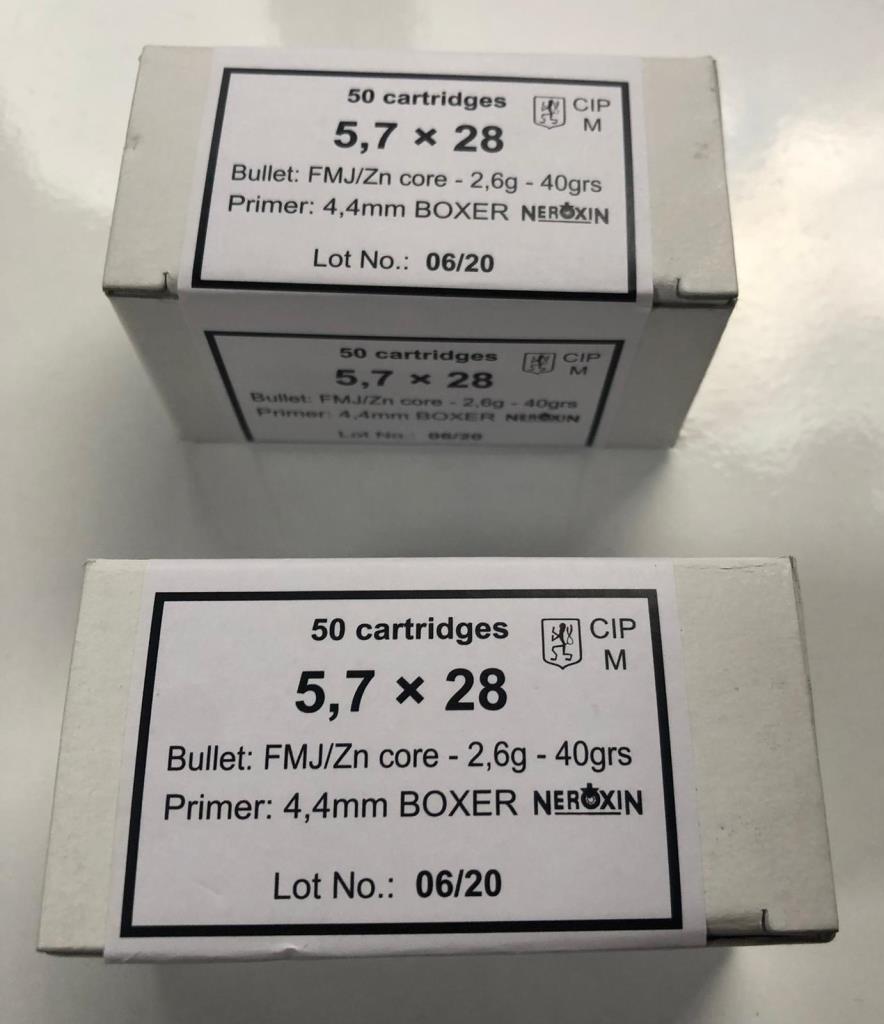 50 cartridges
CIP
M
5,7 × 28
Bullet: FMJ/Zn core - 2,6g - 40grs
Primer: 4,4mm BOXER NEROXIN
Lot No.: 06/20
50 cartridges
CIP
M
5,7 × 28
Bullet: FMJ/Zn core - 2,6g - 40grs
Primer: 4,4mm BOXER NEROXIN
Lot No.: 06/20
50 cartridges
CIP
M
5,7 × 28
Bullet: FMJ/Zn core - 2,6g - 40grs
Primer: 4,4mm BOXER NEROXIN
Lot No.: 06/20